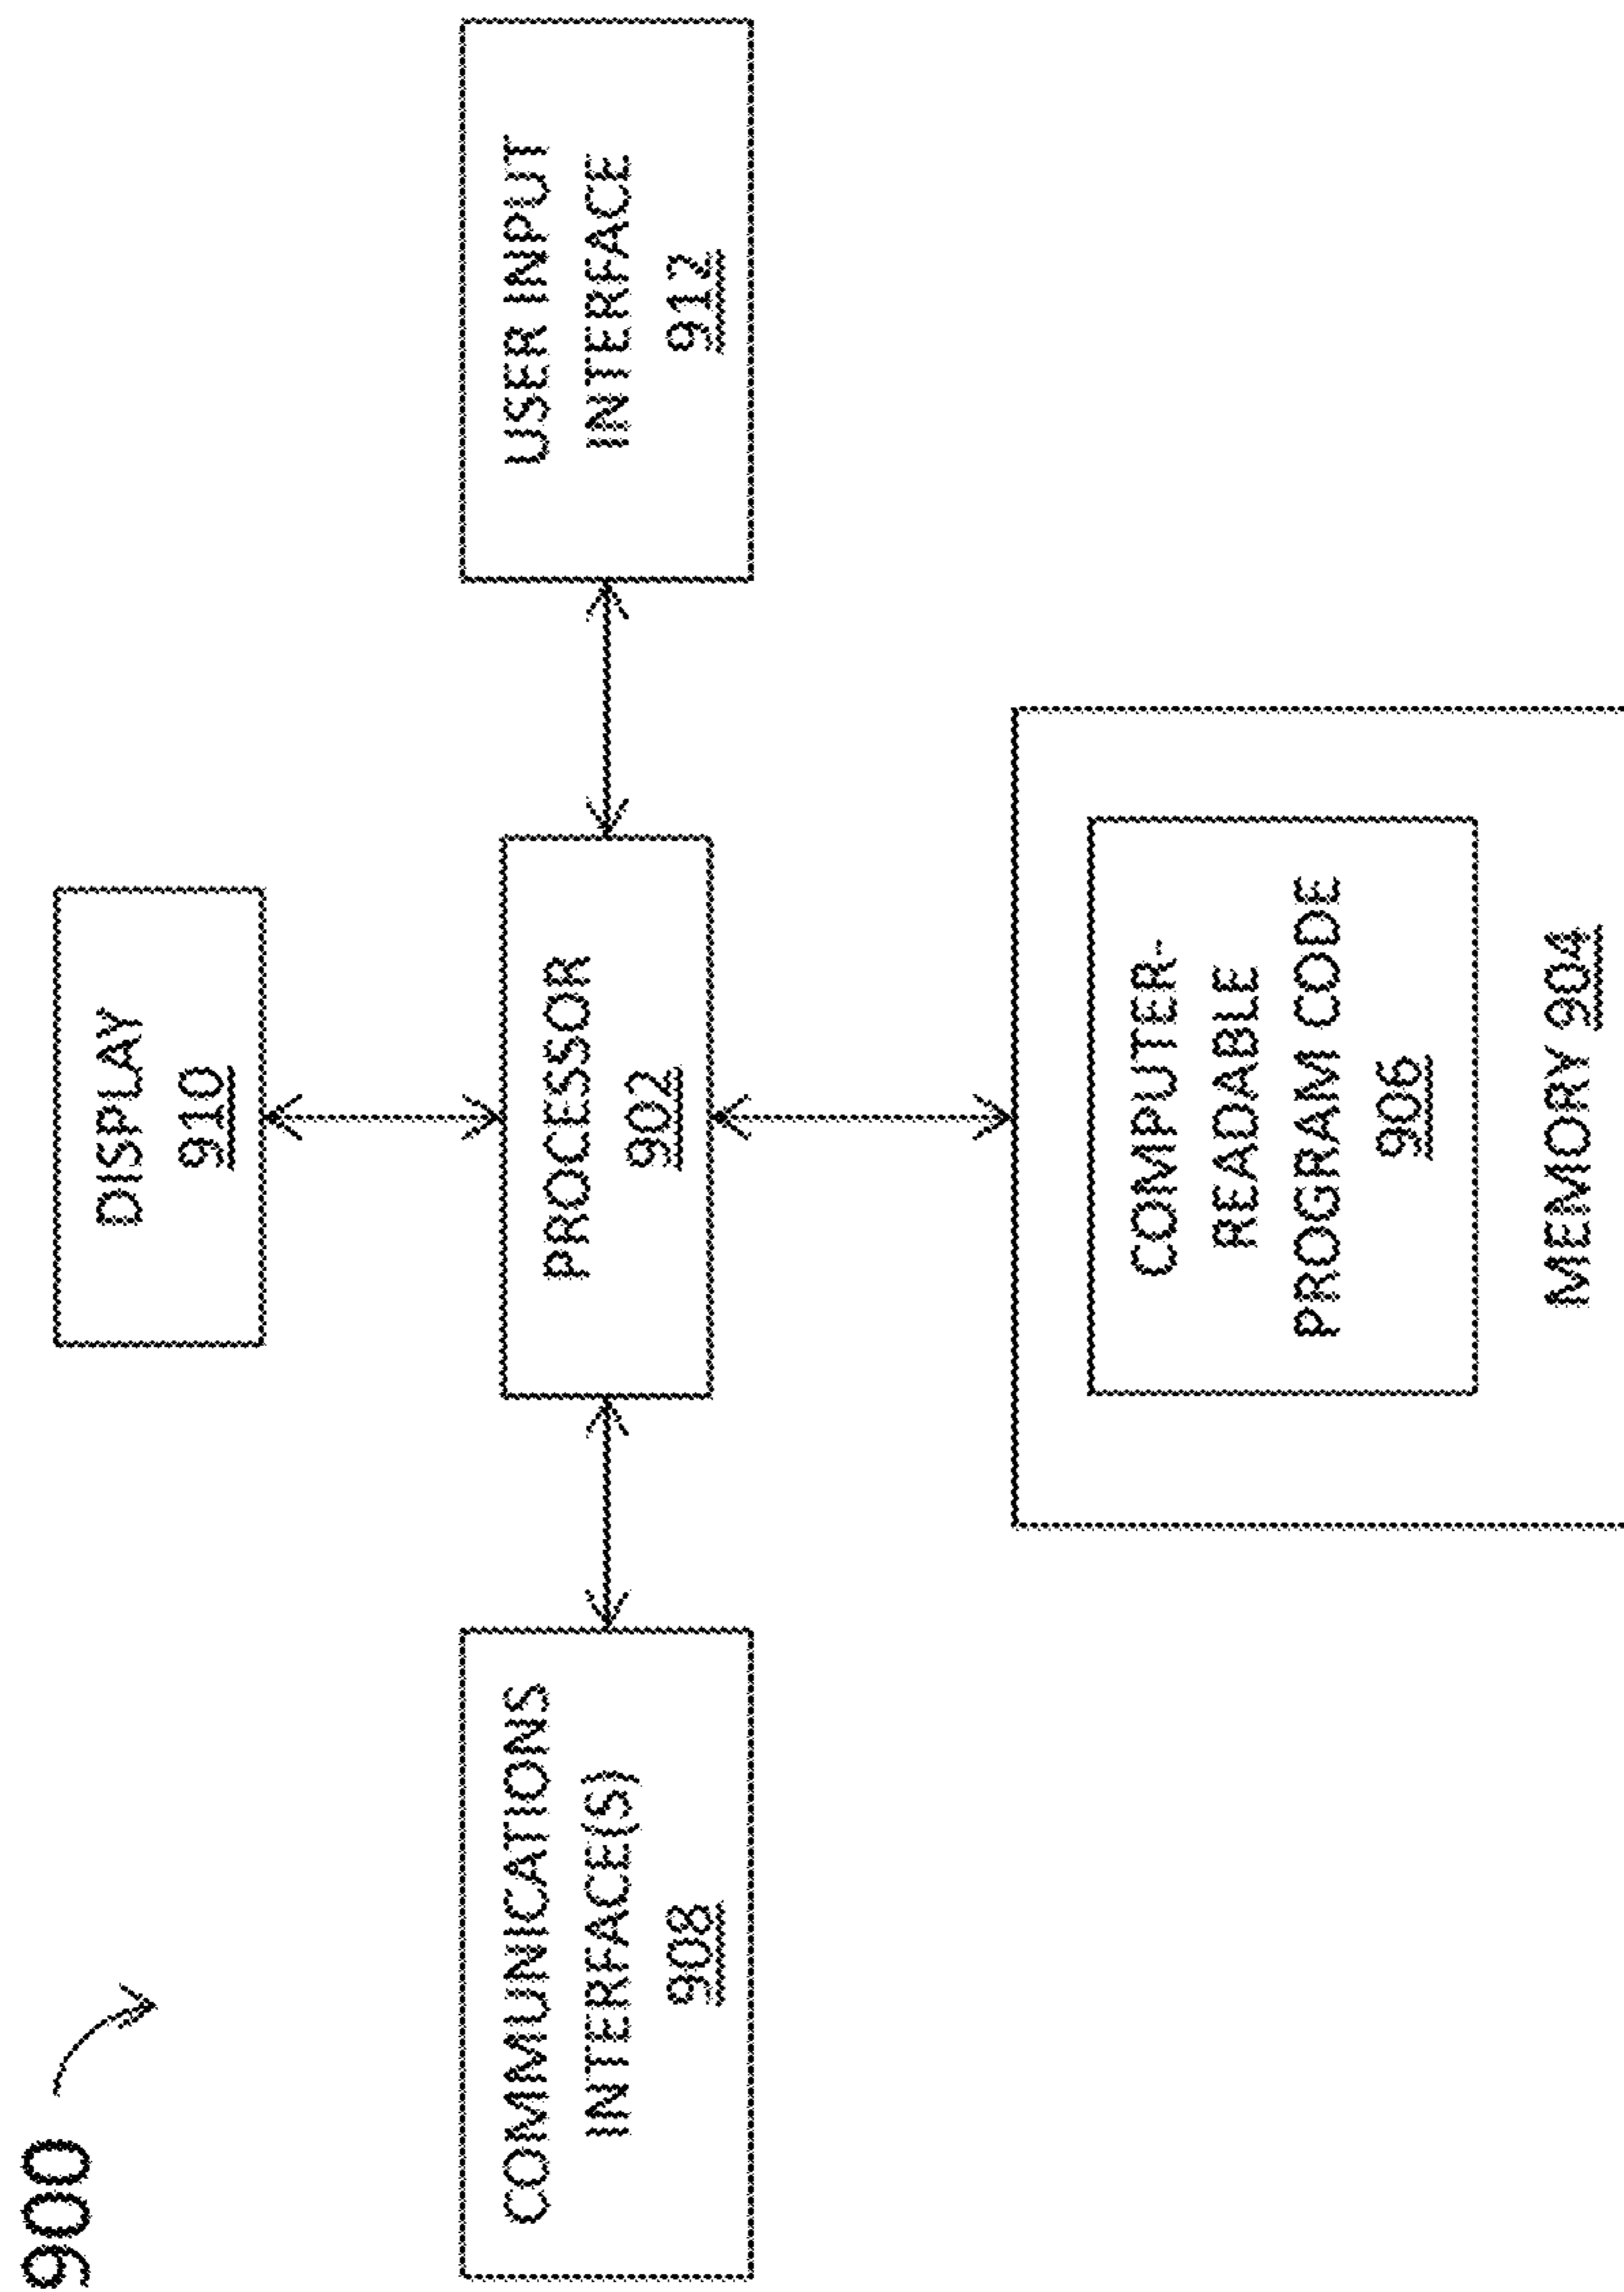 900
DISPLAY
910
COMMUNICATIONS
INTERFACE(S)
908
PROCESSOR
902
USER INPUT
INTERFACE
912
COMPUTER-
READABLE
PROGRAM CODE
906
MEMORY 904